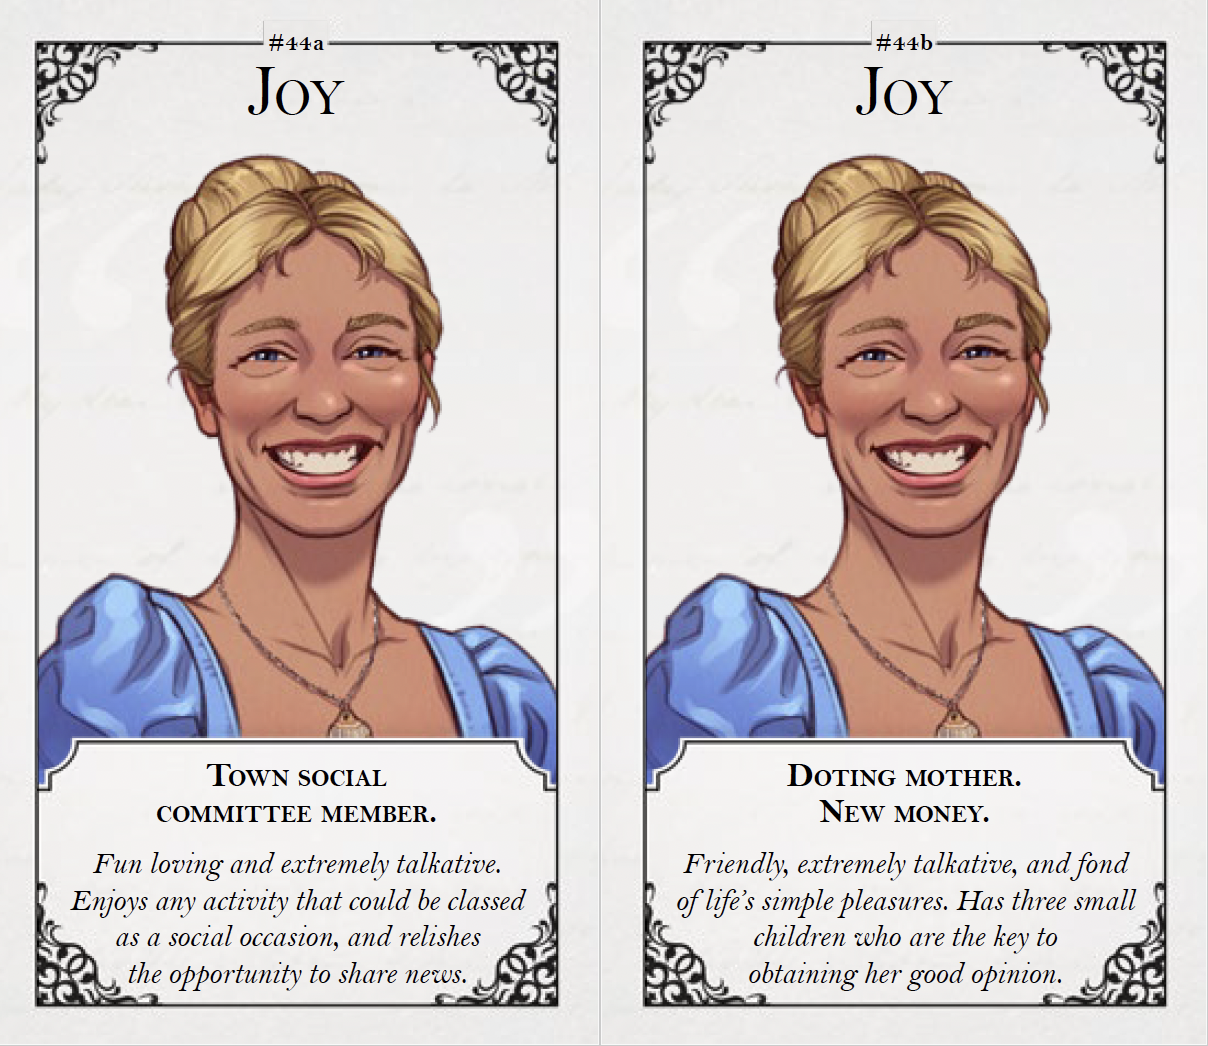 #44a
Joy
Town social
committee member.
Fun loving and extremely talkative.
Enjoys any activity that could be classed
as a social occasion, and relishes
the opportunity to share news.
#44b
Joy
Doting mother.
New money.
Friendly, extremely talkative, and fond
of life's simple pleasures. Has three small
children who are the key to
obtaining her good opinion.